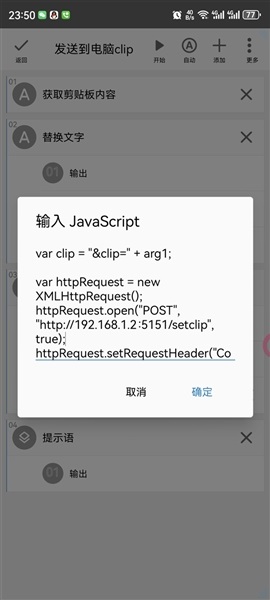 23:50
77
发送到电脑clip
返回
开始
自动
添加
更多
01
获取剪贴板内容
02
替换文字
01 输出
输入 JavaScript
var clip = "&clip=" + arg1;
var httpRequest = new
XMLHttpRequest();
httpRequest.open("POST",
"http://192.168.1.2:5151/setclip",
true);
httpRequest.setRequestHeader("Co
取消
确定
04
提示语
01 输出